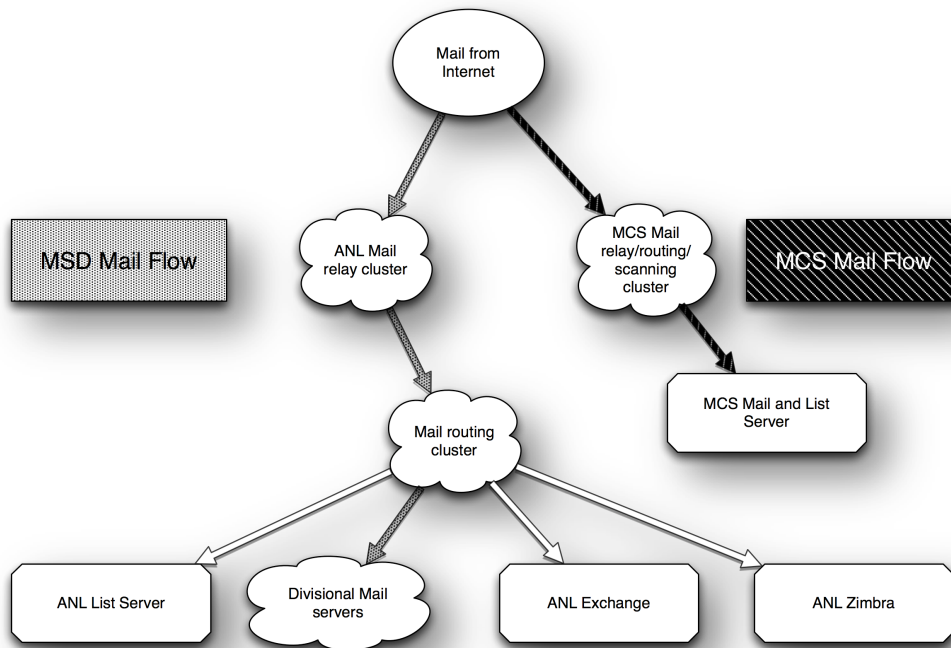 Mail from
Internet
MSD Mail Flow
ANL Mail
relay cluster
MCS Mail
relay/routing/
scanning
cluster
MCS Mail Flow
MCS Mail and List
Server
Mail routing
cluster
ANL List Server
Divisional Mail
servers
ANL Exchange
ANL Zimbra